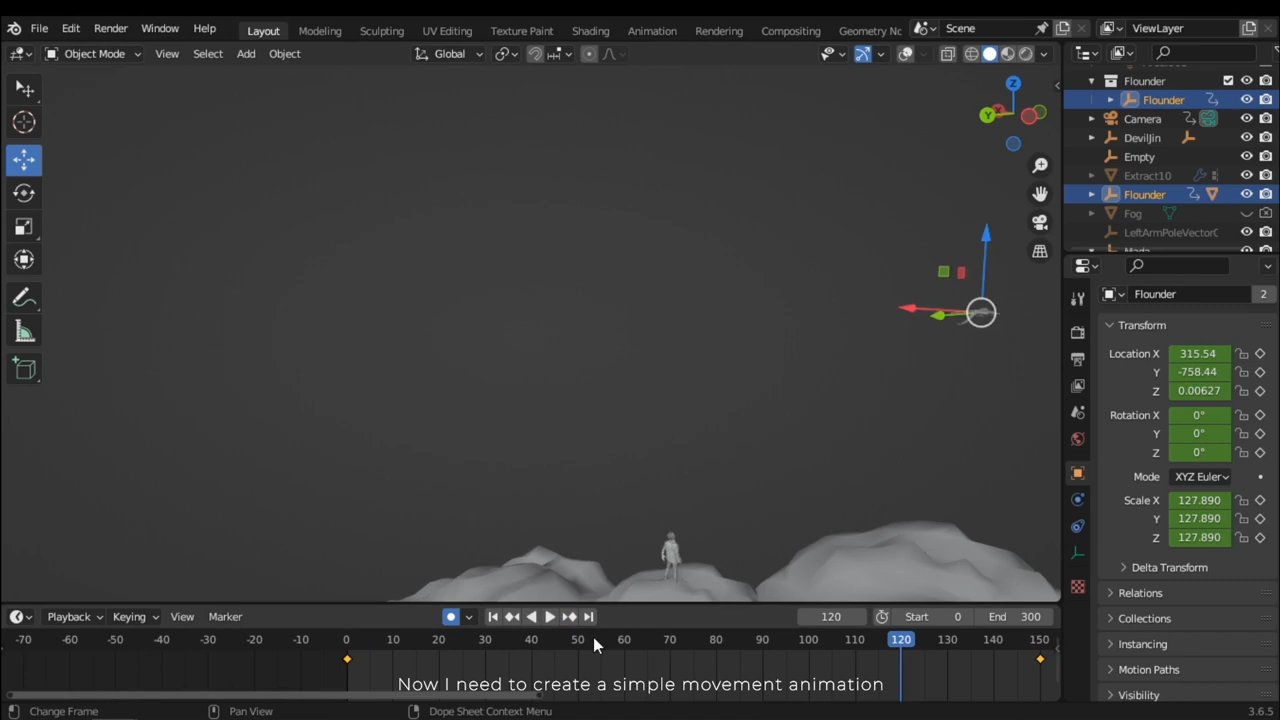 File Edit Render Window Help Layout Modeling Sculpting UV Editing Texture Paint Shading Animation Rendering Compositing Geometry No Scene ViewLayer
Object Mode View Select Add Object Global
Flounder
Flounder
Camera
DevilJin
Empty
Extract10
Flounder
Fog
LeftArmPoleVectorC
Z
Y
Flounder 2
Transform
Location X 315.54
Y -758.44
Z 0.00627
Rotation X 0°
Y 0°
Z 0°
Mode XYZ Euler
Scale X 127.890
Y 127.890
Z 127.890
Delta Transform
Relations
Collections
Instancing
Motion Paths
Visibility
Playback Keying View Marker 120 Start 0 End 300
-70 -60 -50 -40 -30 -20 -10 0 10 20 30 40 50 60 70 80 90 100 110 120 130 140 150
Now I need to create a simple movement animation
Change Frame Pan View Dope Sheet Context Menu 3.6.5